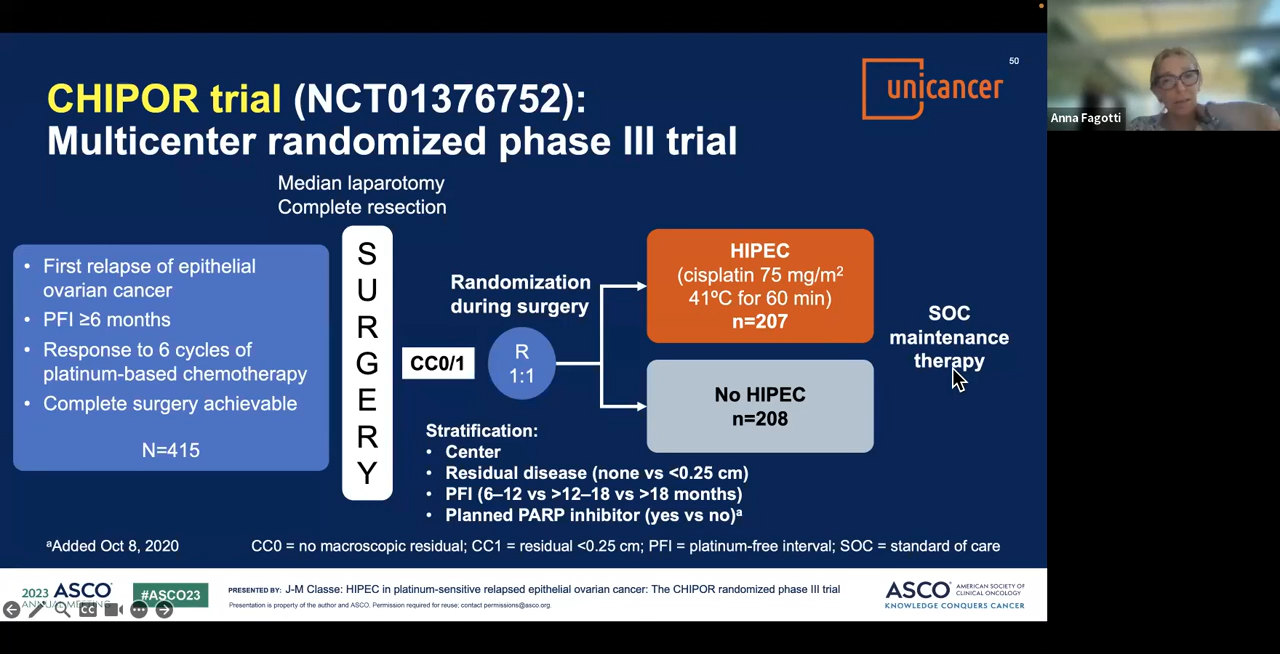 50
unicancer
CHIPOR trial (NCT01376752):
Multicenter randomized phase III trial
Anna Fagotti
Median laparotomy
Complete resection
• First relapse of epithelial
ovarian cancer
• PFI ≥6 months
• Response to 6 cycles of
platinum-based chemotherapy
• Complete surgery achievable
N=415
S
U
R
G
E
R
Y
CC0/1
Randomization
during surgery
R
1:1
HIPEC
(cisplatin 75 mg/m²
41ºC for 60 min)
n=207
No HIPEC
n=208
SOC
maintenance
therapy
Stratification:
• Center
• Residual disease (none vs <0.25 cm)
• PFI (6–12 vs >12–18 vs >18 months)
• Planned PARP inhibitor (yes vs no)ᵃ
ᵃAdded Oct 8, 2020
CC0 = no macroscopic residual; CC1 = residual <0.25 cm; PFI = platinum-free interval; SOC = standard of care
2023 ASCO®
ANNUAL MEETING
#ASCO23
PRESENTED BY: J-M Classe: HIPEC in platinum-sensitive relapsed epithelial ovarian cancer: The CHIPOR randomized phase III trial
Presentation is property of the author and ASCO. Permission required for reuse; contact permissions@asco.org.
ASCO® AMERICAN SOCIETY OF
CLINICAL ONCOLOGY
KNOWLEDGE CONQUERS CANCER
CC